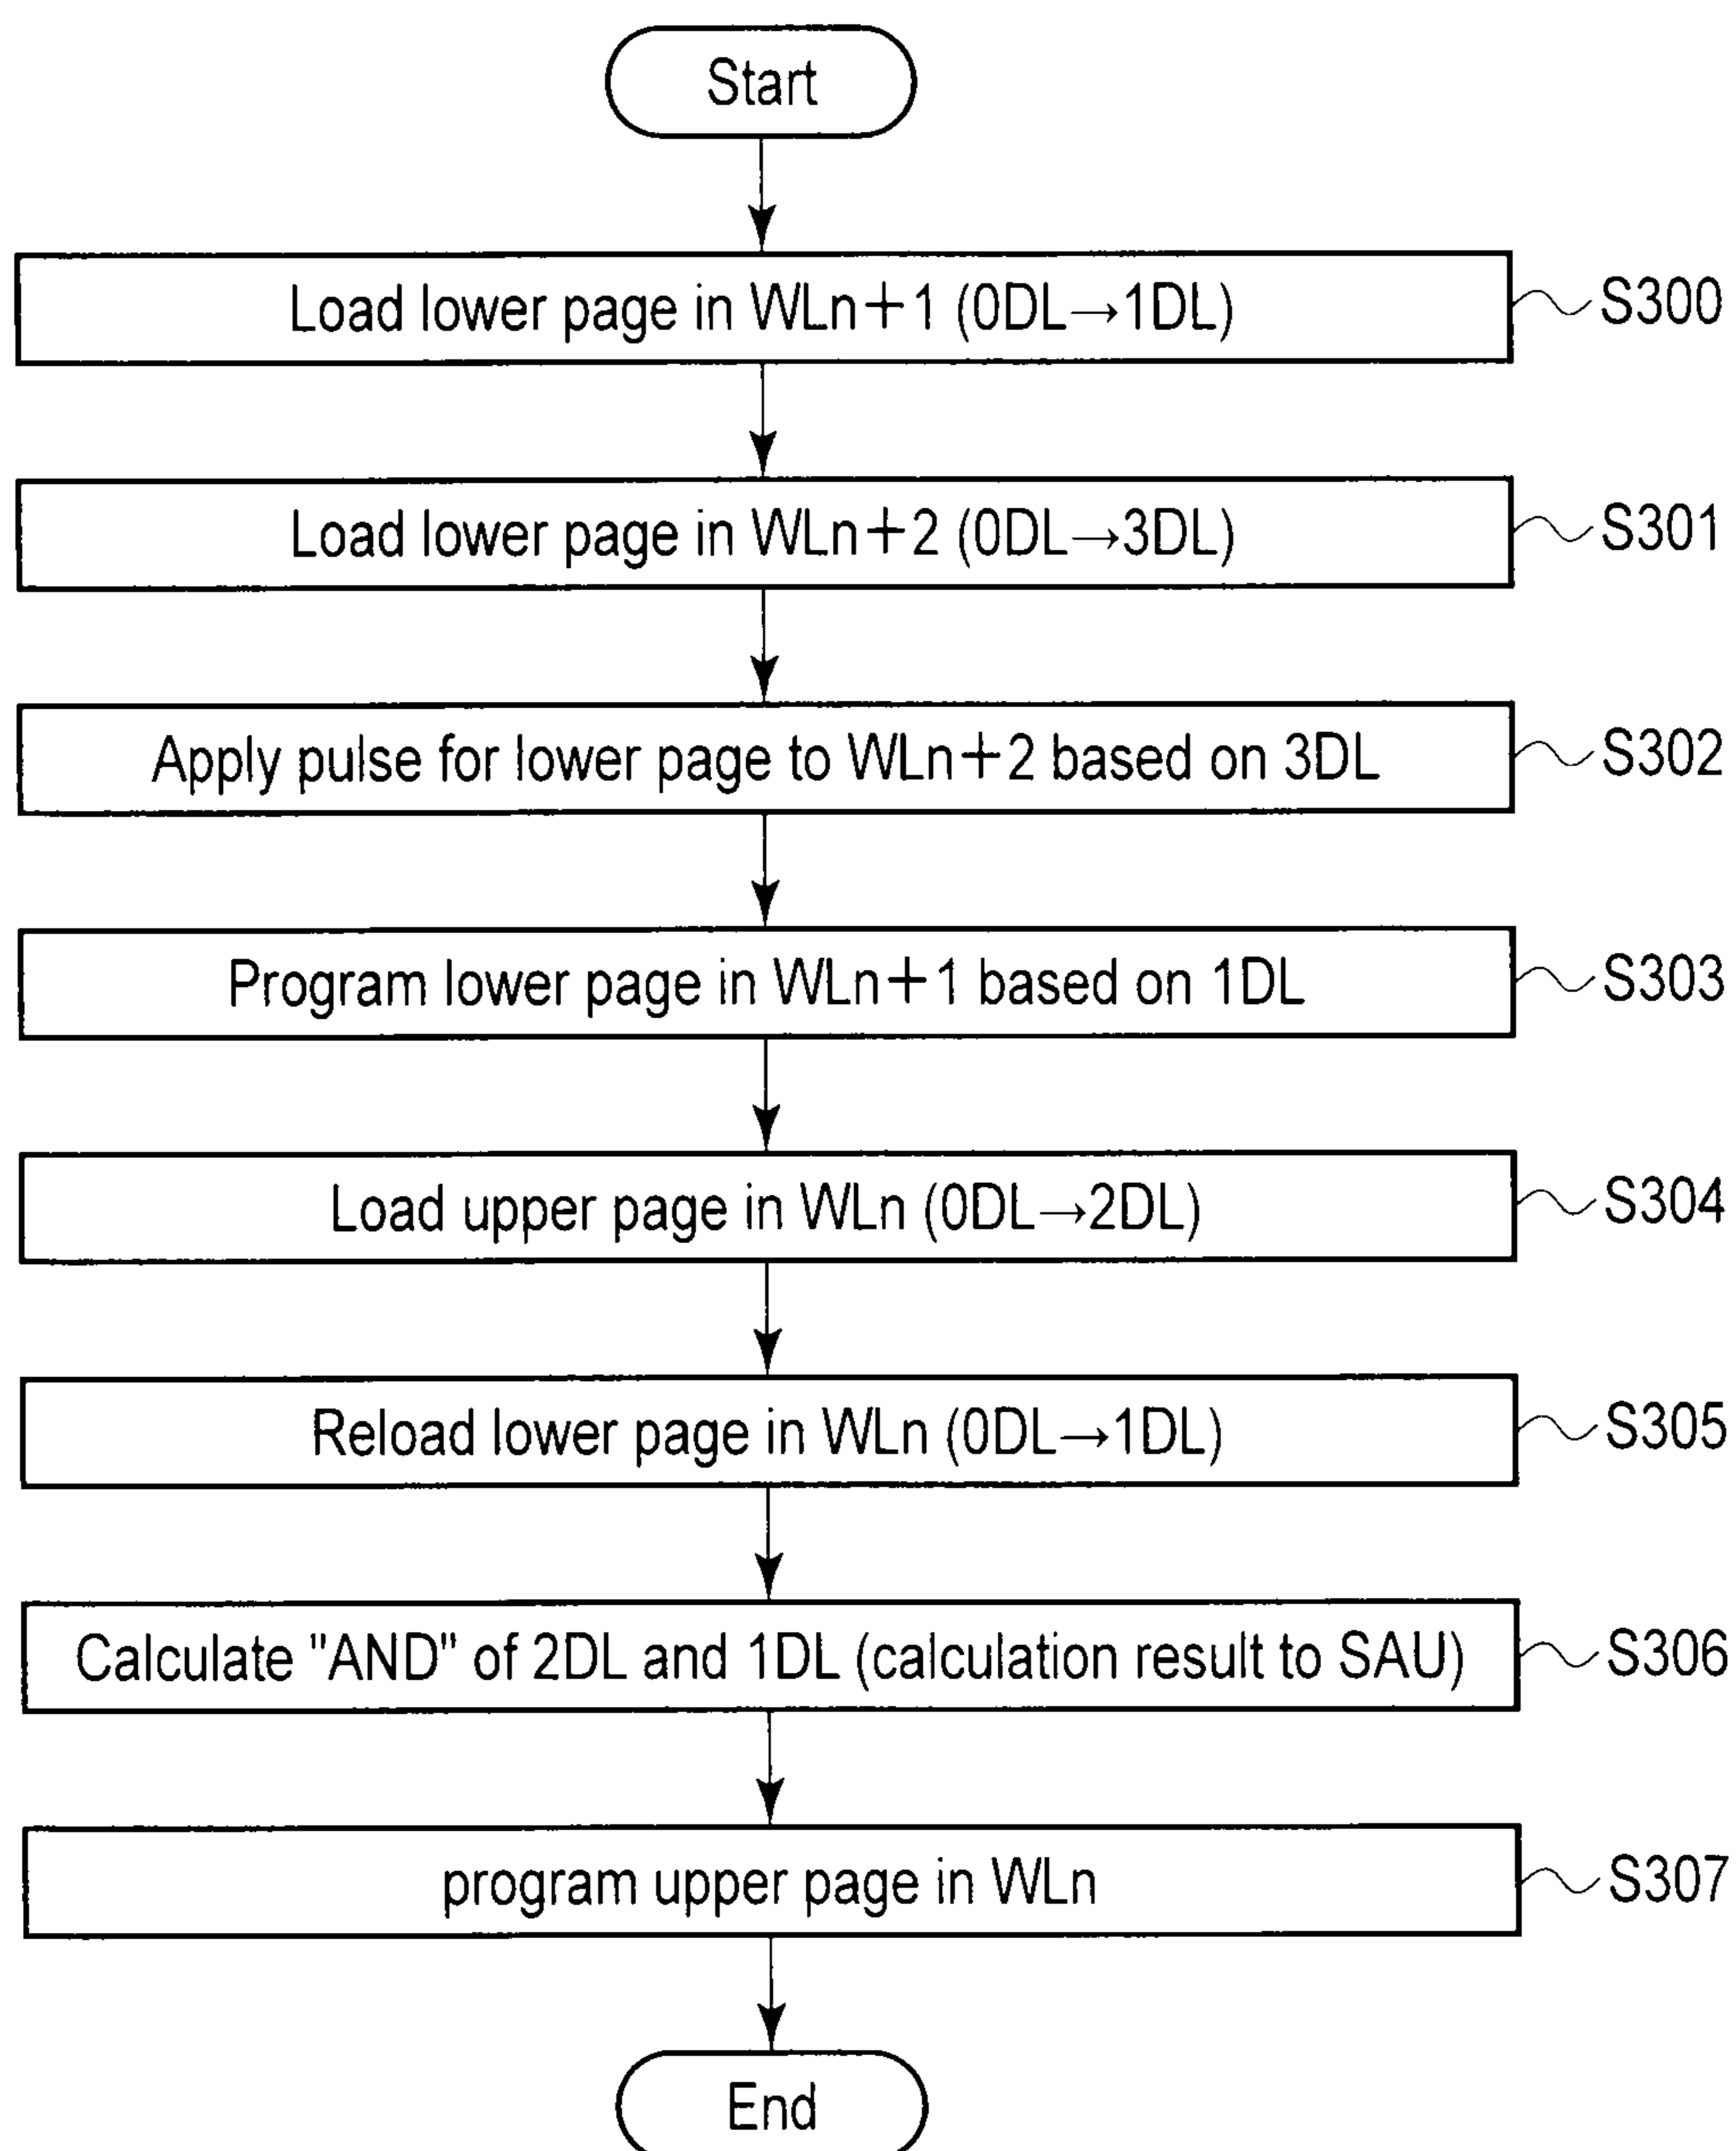 Start
Load lower page in WLn+1 (0DL→1DL) S300
Load lower page in WLn+2 (0DL→3DL) S301
Apply pulse for lower page to WLn+2 based on 3DL S302
Program lower page in WLn+1 based on 1DL S303
Load upper page in WLn (0DL→2DL) S304
Reload lower page in WLn (0DL→1DL) S305
Calculate "AND" of 2DL and 1DL (calculation result to SAU) S306
program upper page in WLn S307
End